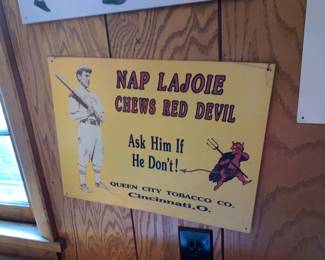 NAP LAJOIE
CHEWS RED DEVIL
Ask Him If
He Don't!
QUEEN CITY TOBACCO CO.
Cincinnati, O.